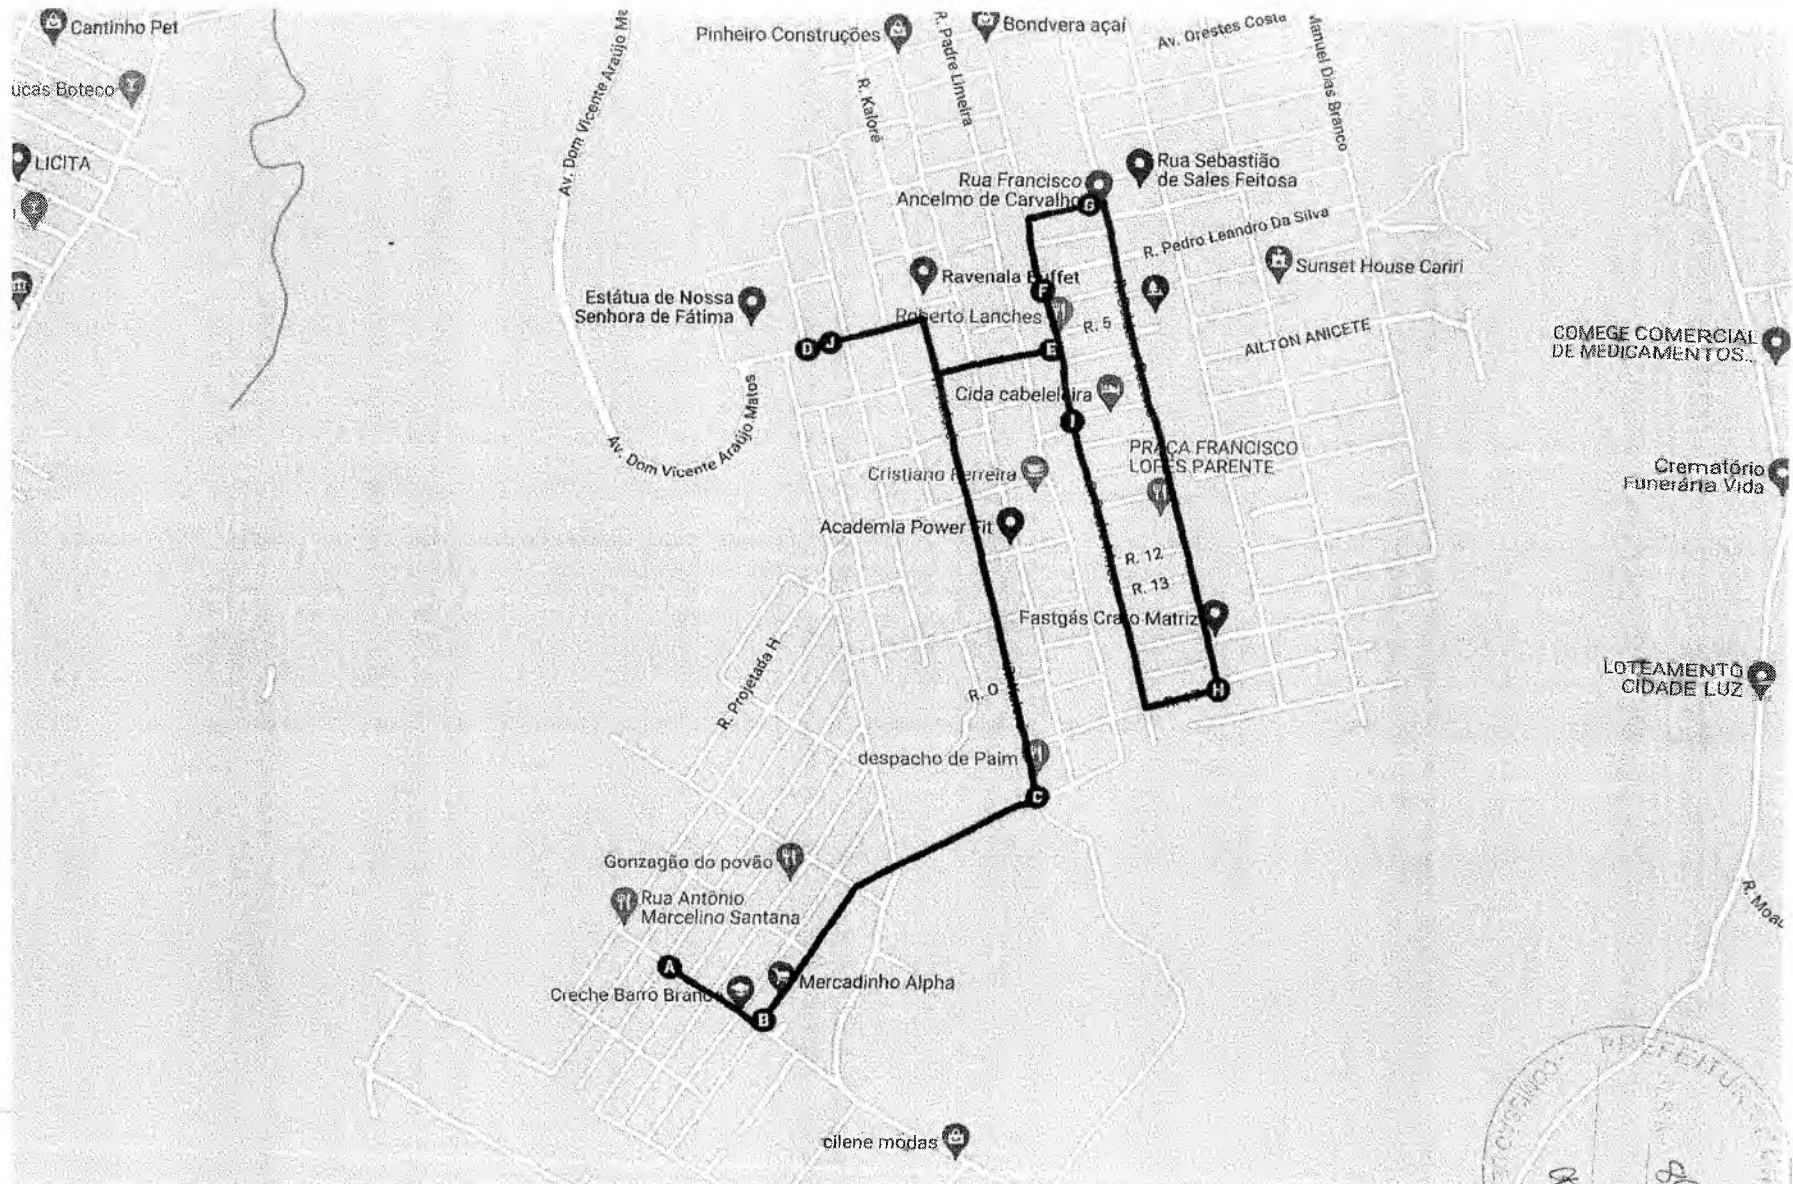 Cantinho Pet
Pinheiro Construções
R. Padre Limeira
Bondvera açaí
Av. Orestes Costa
Manuel Dias Branco
ucas Boteco
Av. Dom Vicente Araújo Ma
R. Kaloré
LICITA
Rua Sebastião
de Sales Feitosa
Rua Francisco
Ancelmo de Carvalho
G
R. Pedro Leandro Da Silva
Sunset House Cariri
Ravenala Buffet
F
Estátua de Nossa
Senhora de Fátima
Roberto Lanches
R. 5
AILTON ANICETE
COMEGE COMERCIAL
DE MEDICAMENTOS...
D
J
E
Cida cabeleleira
I
Av. Dom Vicente Araújo Matos
PRAÇA FRANCISCO
LOPES PARENTE
Cristiano Ferreira
Crematório
Funerária Vida
Academia Power Fit
R. 12
R. 13
Fastgás Crato Matriz
R. Projetada H
R. O
H
LOTEAMENTO
CIDADE LUZ
despacho de Paim
C
Gonzagão do povão
Rua Antônio
Marcelino Santana
R. Moac
A
Creche Barro Branco
Mercadinho Alpha
B
cilene modas
PREFEITURA